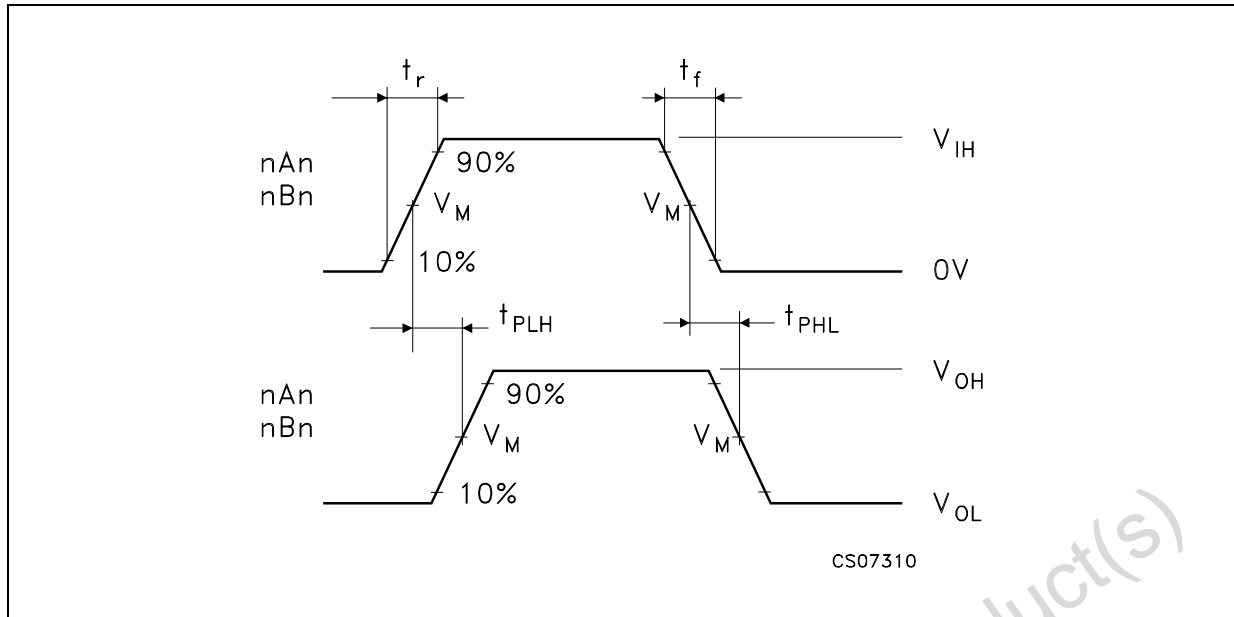 t_r t_f
V_IH
nAn
nBn
90%
V_M V_M
10%
0V
t_PLH t_PHL
V_OH
nAn
nBn
90%
V_M V_M
10%
V_OL
CS07310
duct(s)